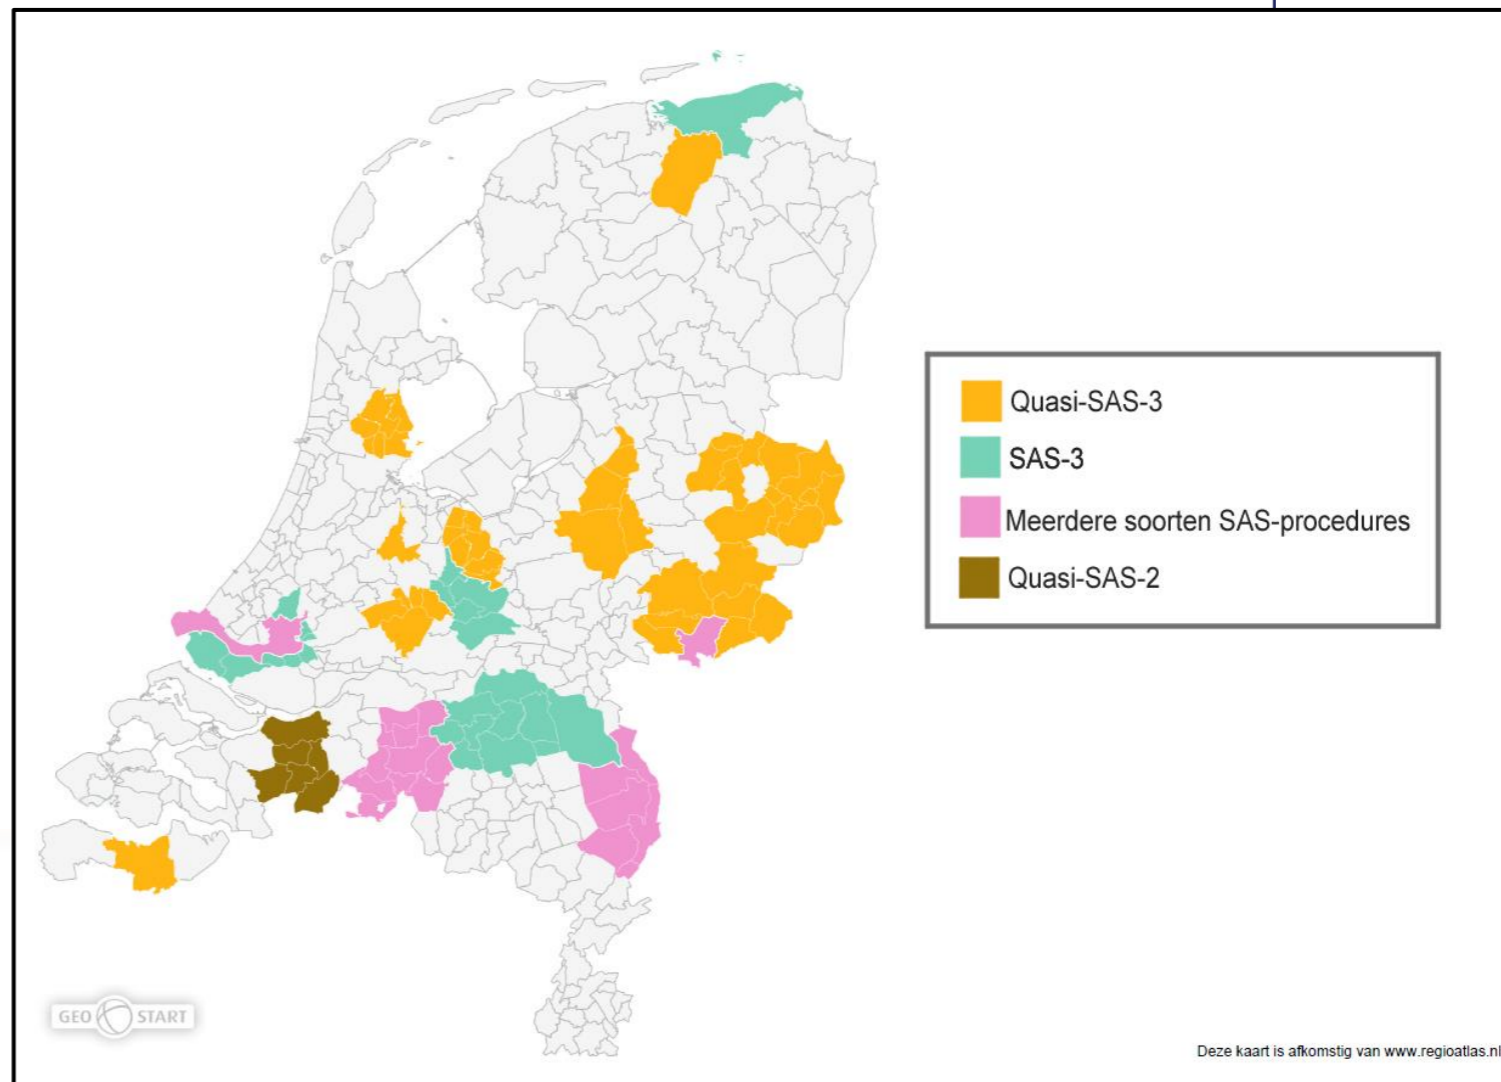 Quasi-SAS-3
SAS-3
Meerdere soorten SAS-procedures
Quasi-SAS-2
GEO START
Deze kaart is afkomstig van www.regioatlas.nl